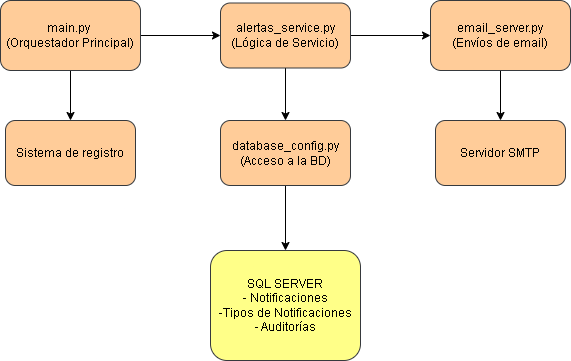 main.py
(Orquestador Principal)
alertas_service.py
(Lógica de Servicio)
email_server.py
(Envíos de email)
Sistema de registro
database_config.py
(Acceso a la BD)
Servidor SMTP
SQL SERVER
- Notificaciones
-Tipos de Notificaciones
- Auditorías